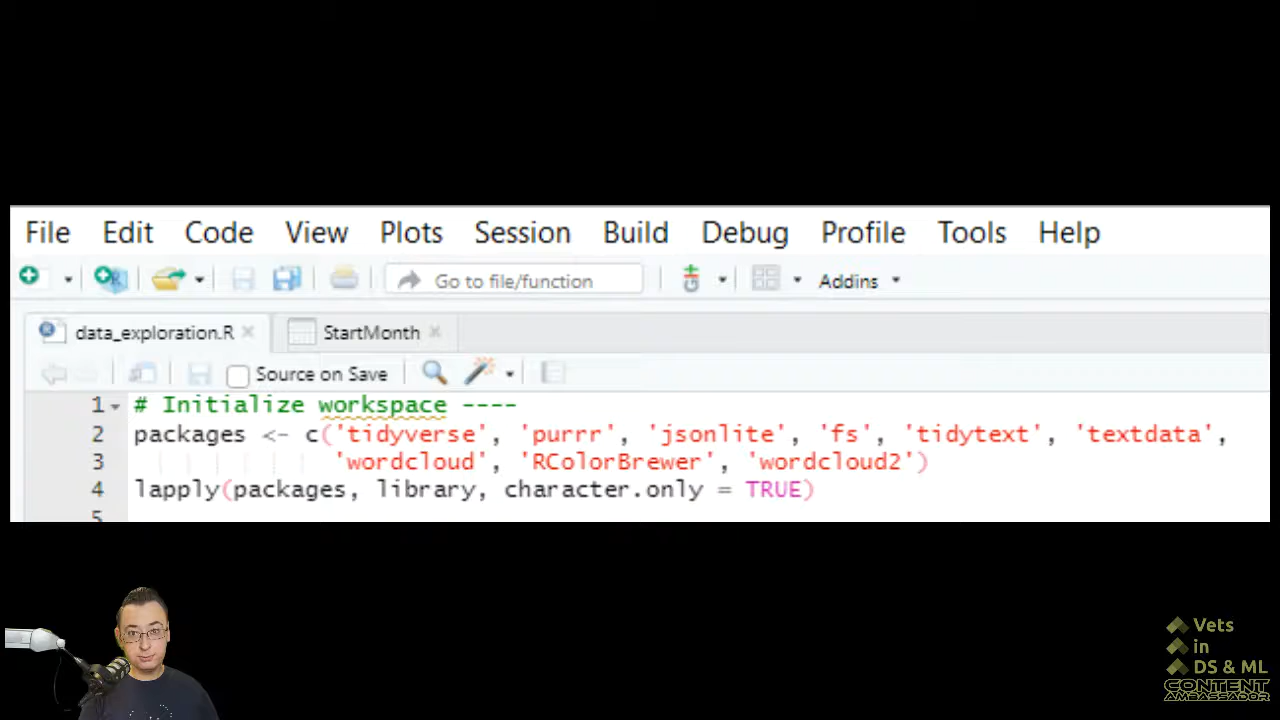 File Edit Code View Plots Session Build Debug Profile Tools Help
Go to file/function Addins
data_exploration.R StartMonth
Source on Save
1 # Initialize workspace ----
2 packages <- c('tidyverse', 'purrr', 'jsonlite', 'fs', 'tidytext', 'textdata',
3 'wordcloud', 'RColorBrewer', 'wordcloud2')
4 lapply(packages, library, character.only = TRUE)
5
Vets
in
DS & ML
CONTENT
AMBASSADOR